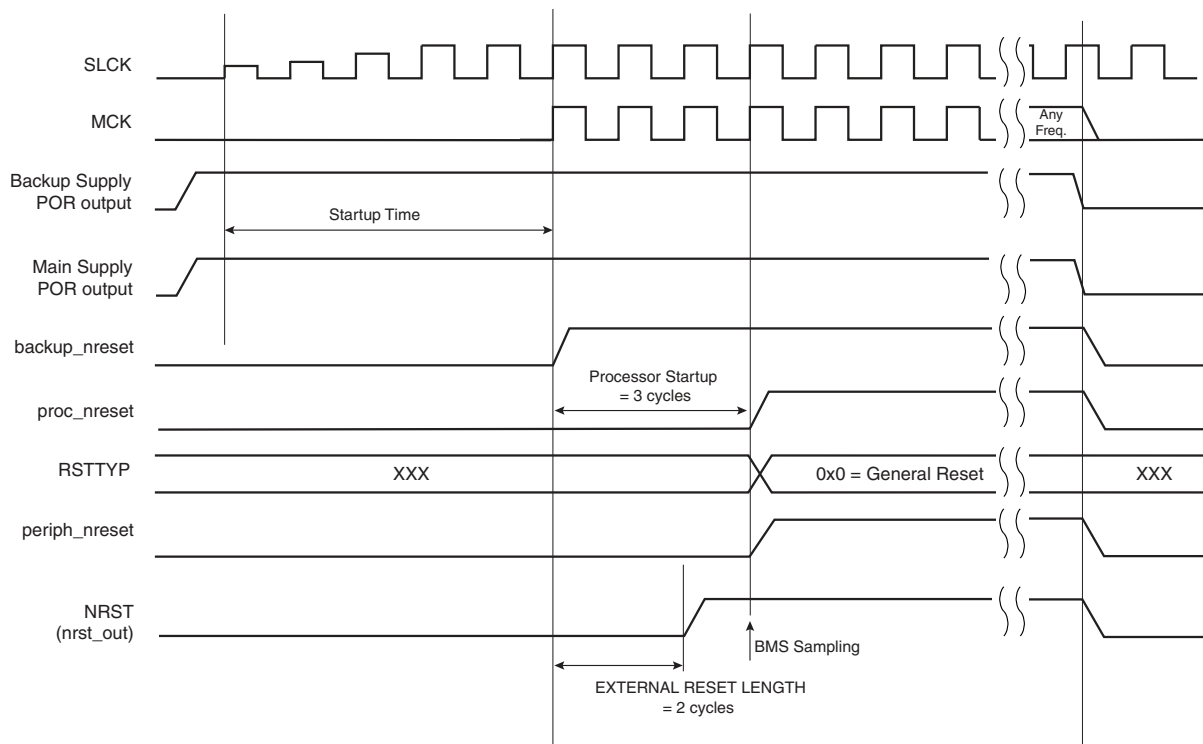 SLCK
MCK
Any
Freq.
Backup Supply
POR output
Startup Time
Main Supply
POR output
backup_nreset
Processor Startup
= 3 cycles
proc_nreset
RSTTYP
XXX
0x0 = General Reset
XXX
periph_nreset
NRST
(nrst_out)
BMS Sampling
EXTERNAL RESET LENGTH
= 2 cycles